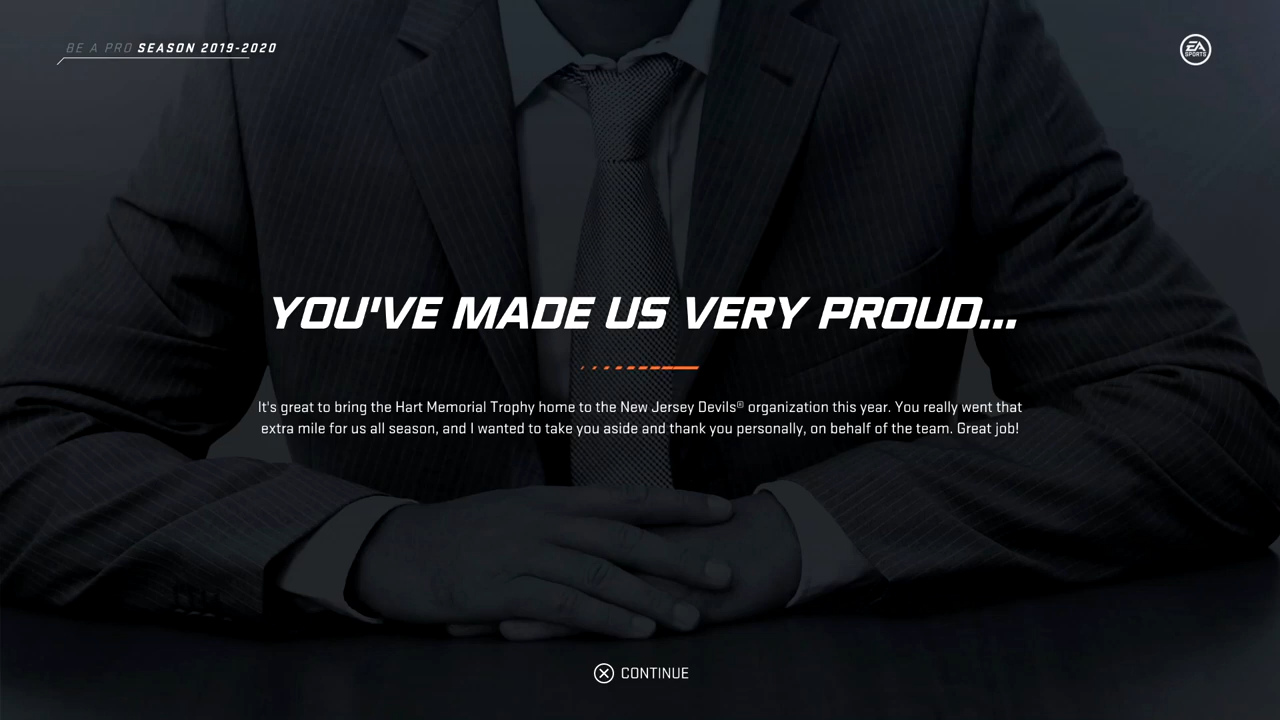 BE A PRO SEASON 2019-2020
EA SPORTS
YOU'VE MADE US VERY PROUD...
It's great to bring the Hart Memorial Trophy home to the New Jersey Devils® organization this year. You really went that
extra mile for us all season, and I wanted to take you aside and thank you personally, on behalf of the team. Great job!
CONTINUE